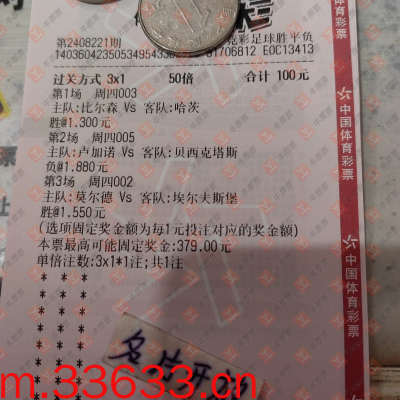 竞彩足球胜平负
第2408221期
14036042350534954338 01706812 E0C13413
过关方式 3x1 50倍 合计 100元
第1场 周四003
主队:比尔森 Vs 客队:哈茨
胜@1.300元
第2场 周四005
主队:卢加诺 Vs 客队:贝西克塔斯
负@1.880元
第3场 周四002
主队:莫尔德 Vs 客队:埃尔夫斯堡
胜@1.550元
(选项固定奖金额为每1元投注对应的奖金额)
本票最高可能固定奖金:379.00元
单倍注数:3x1*1注;共1注
中国体育彩票
中国体育彩票
中国体育彩票
m.33633.cn